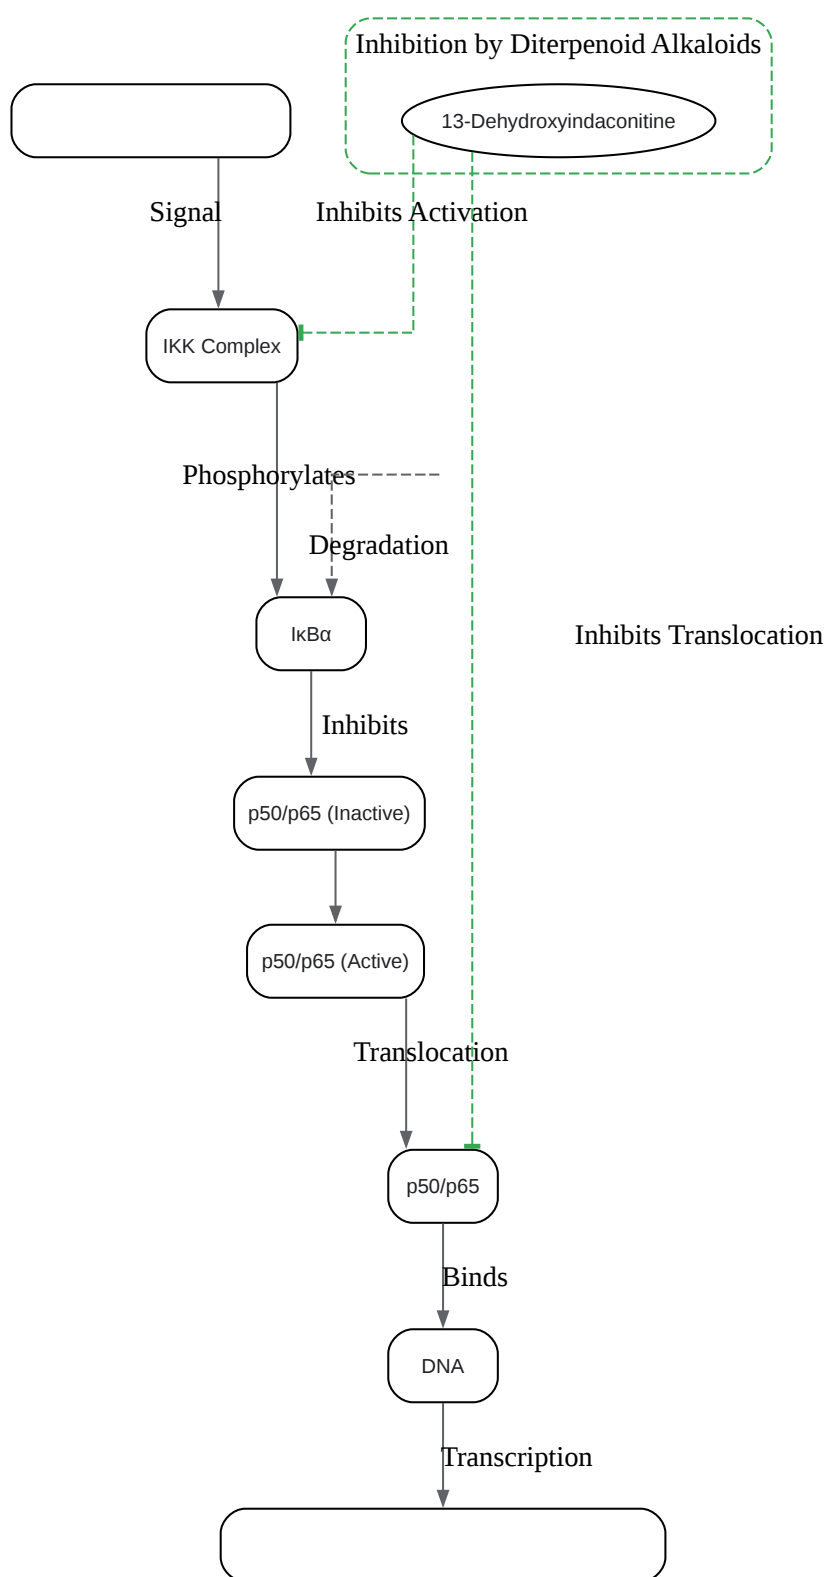 Inhibition by Diterpenoid Alkaloids
13-Dehydroxyindaconitine
Signal
Inhibits Activation
IKK Complex
Phosphorylates
Degradation
IκBα
Inhibits Translocation
Inhibits
p50/p65 (Inactive)
p50/p65 (Active)
Translocation
p50/p65
Binds
DNA
Transcription